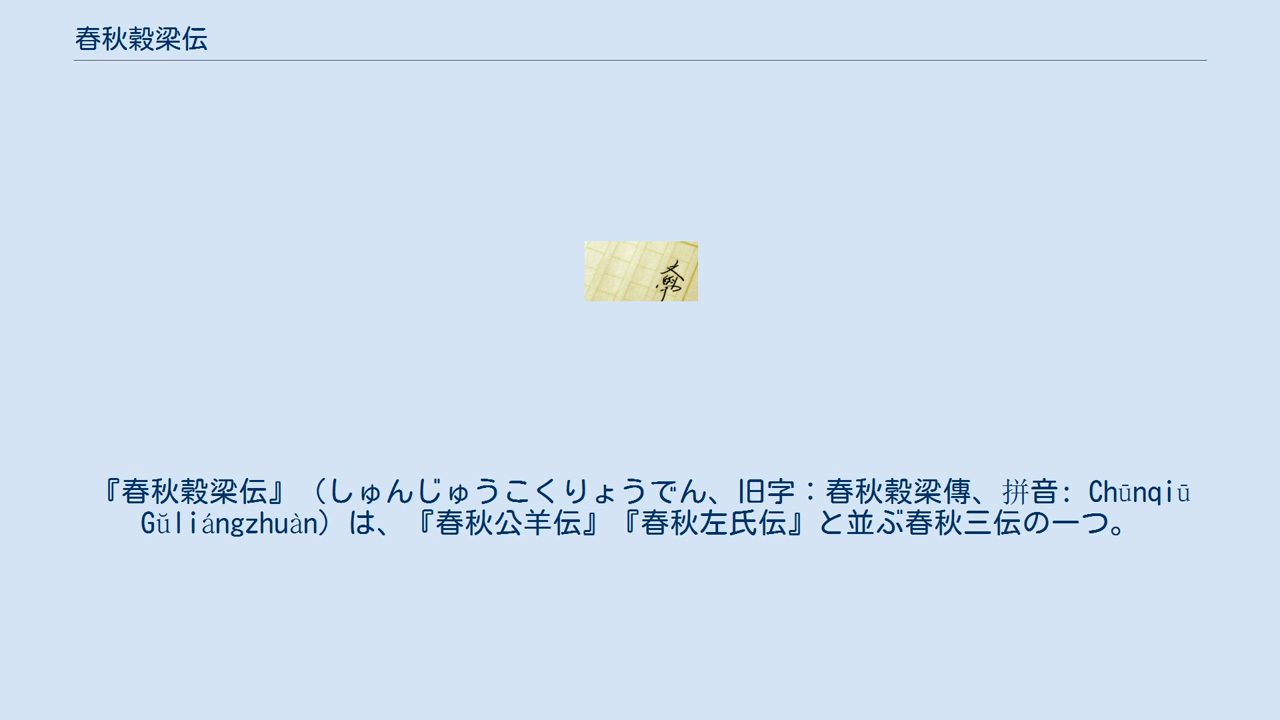 春秋穀梁伝
『春秋穀梁伝』（しゅんじゅうこくりょうでん、旧字：春秋穀梁傳、拼音: Chūnqiū
Gǔliángzhuàn）は、『春秋公羊伝』『春秋左氏伝』と並ぶ春秋三伝の一つ。